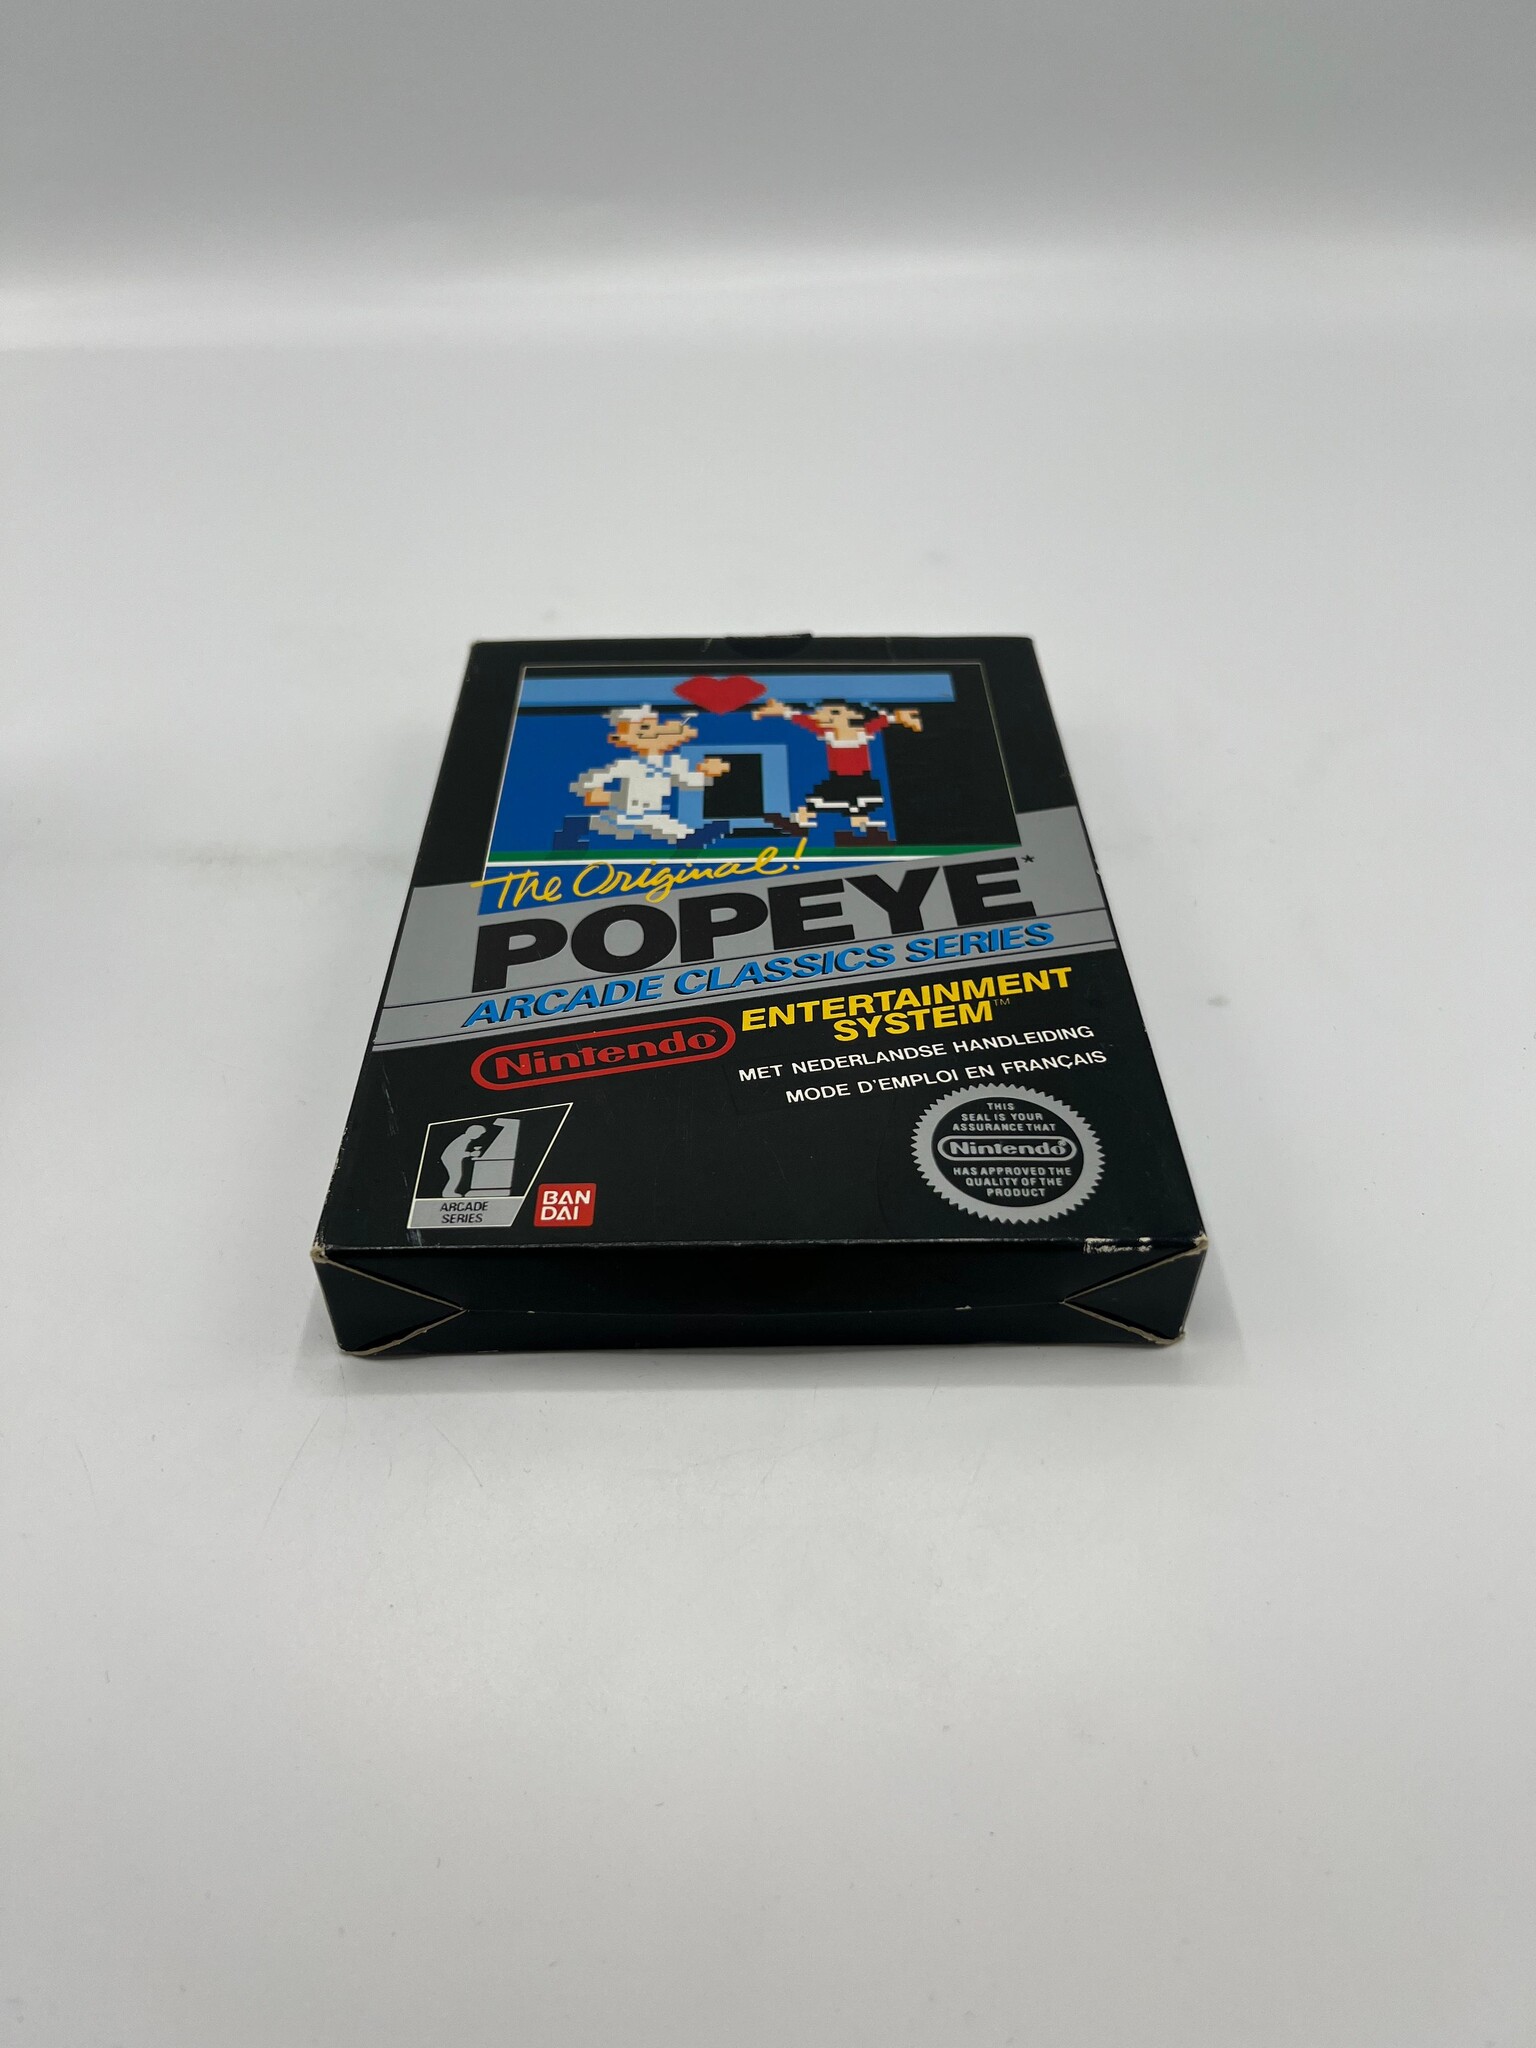 The Original!
POPEYE*
ARCADE CLASSICS SERIES
Nintendo® ENTERTAINMENT
SYSTEM™
MET NEDERLANDSE HANDLEIDING
MODE D'EMPLOI EN FRANÇAIS
ARCADE
SERIES
BAN
DAI
THIS
SEAL IS YOUR
ASSURANCE THAT
Nintendo®
HAS APPROVED THE
QUALITY OF THE
PRODUCT